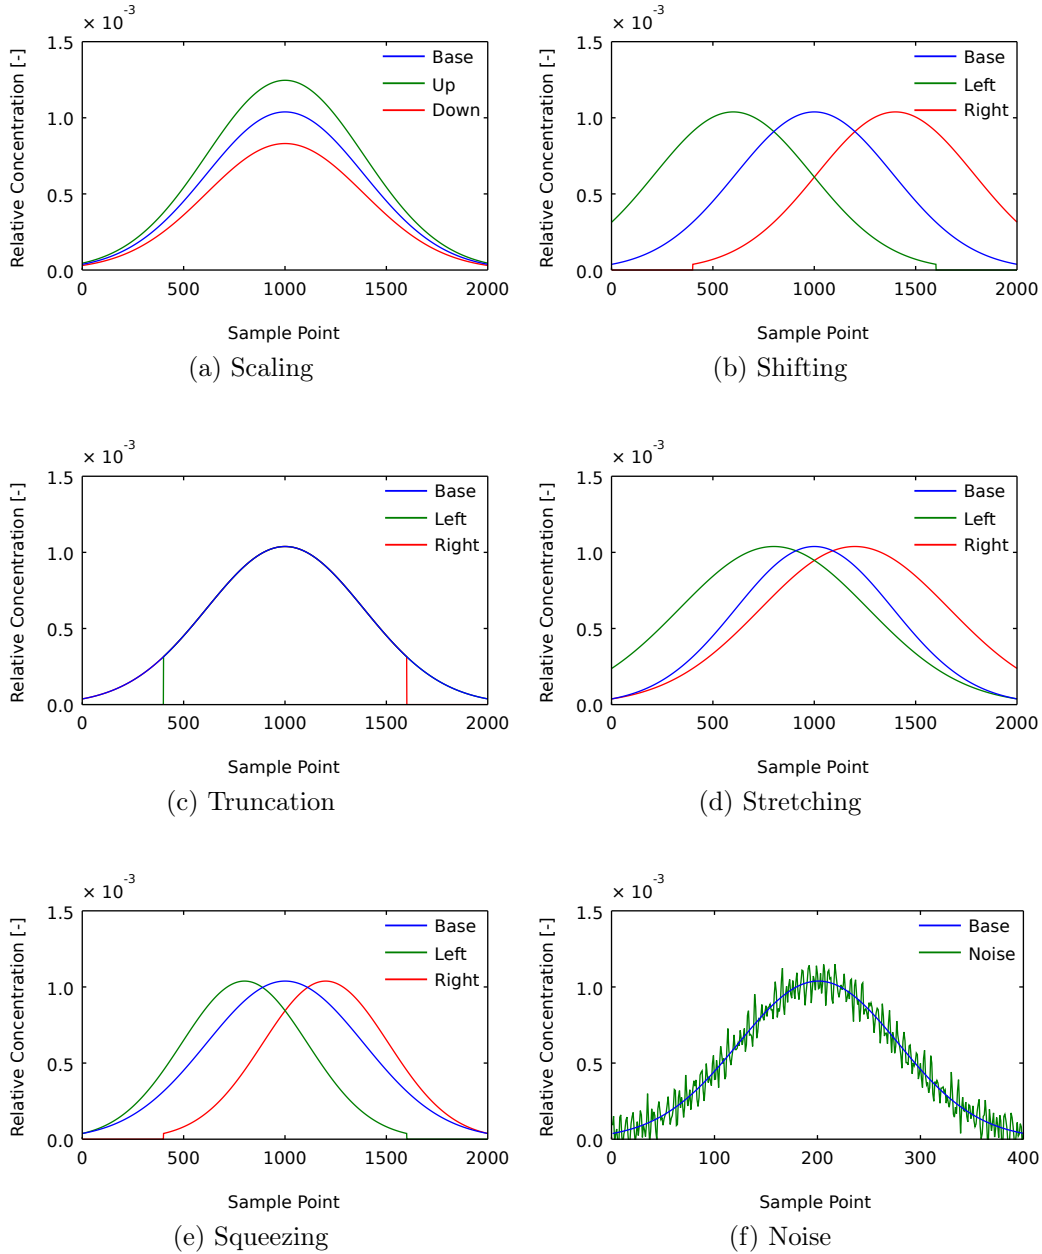 × 10-3
1.5
1.0
0.5
0.0
Relative Concentration [-]
Base
Up
Down
0 500 1000 1500 2000
Sample Point
(a) Scaling
× 10-3
1.5
1.0
0.5
0.0
Relative Concentration [-]
Base
Left
Right
0 500 1000 1500 2000
Sample Point
(b) Shifting
× 10-3
1.5
1.0
0.5
0.0
Relative Concentration [-]
Base
Left
Right
0 500 1000 1500 2000
Sample Point
(c) Truncation
× 10-3
1.5
1.0
0.5
0.0
Relative Concentration [-]
Base
Left
Right
0 500 1000 1500 2000
Sample Point
(d) Stretching
× 10-3
1.5
1.0
0.5
0.0
Relative Concentration [-]
Base
Left
Right
0 500 1000 1500 2000
Sample Point
(e) Squeezing
× 10-3
1.5
1.0
0.5
0.0
Relative Concentration [-]
Base
Noise
0 100 200 300 400
Sample Point
(f) Noise